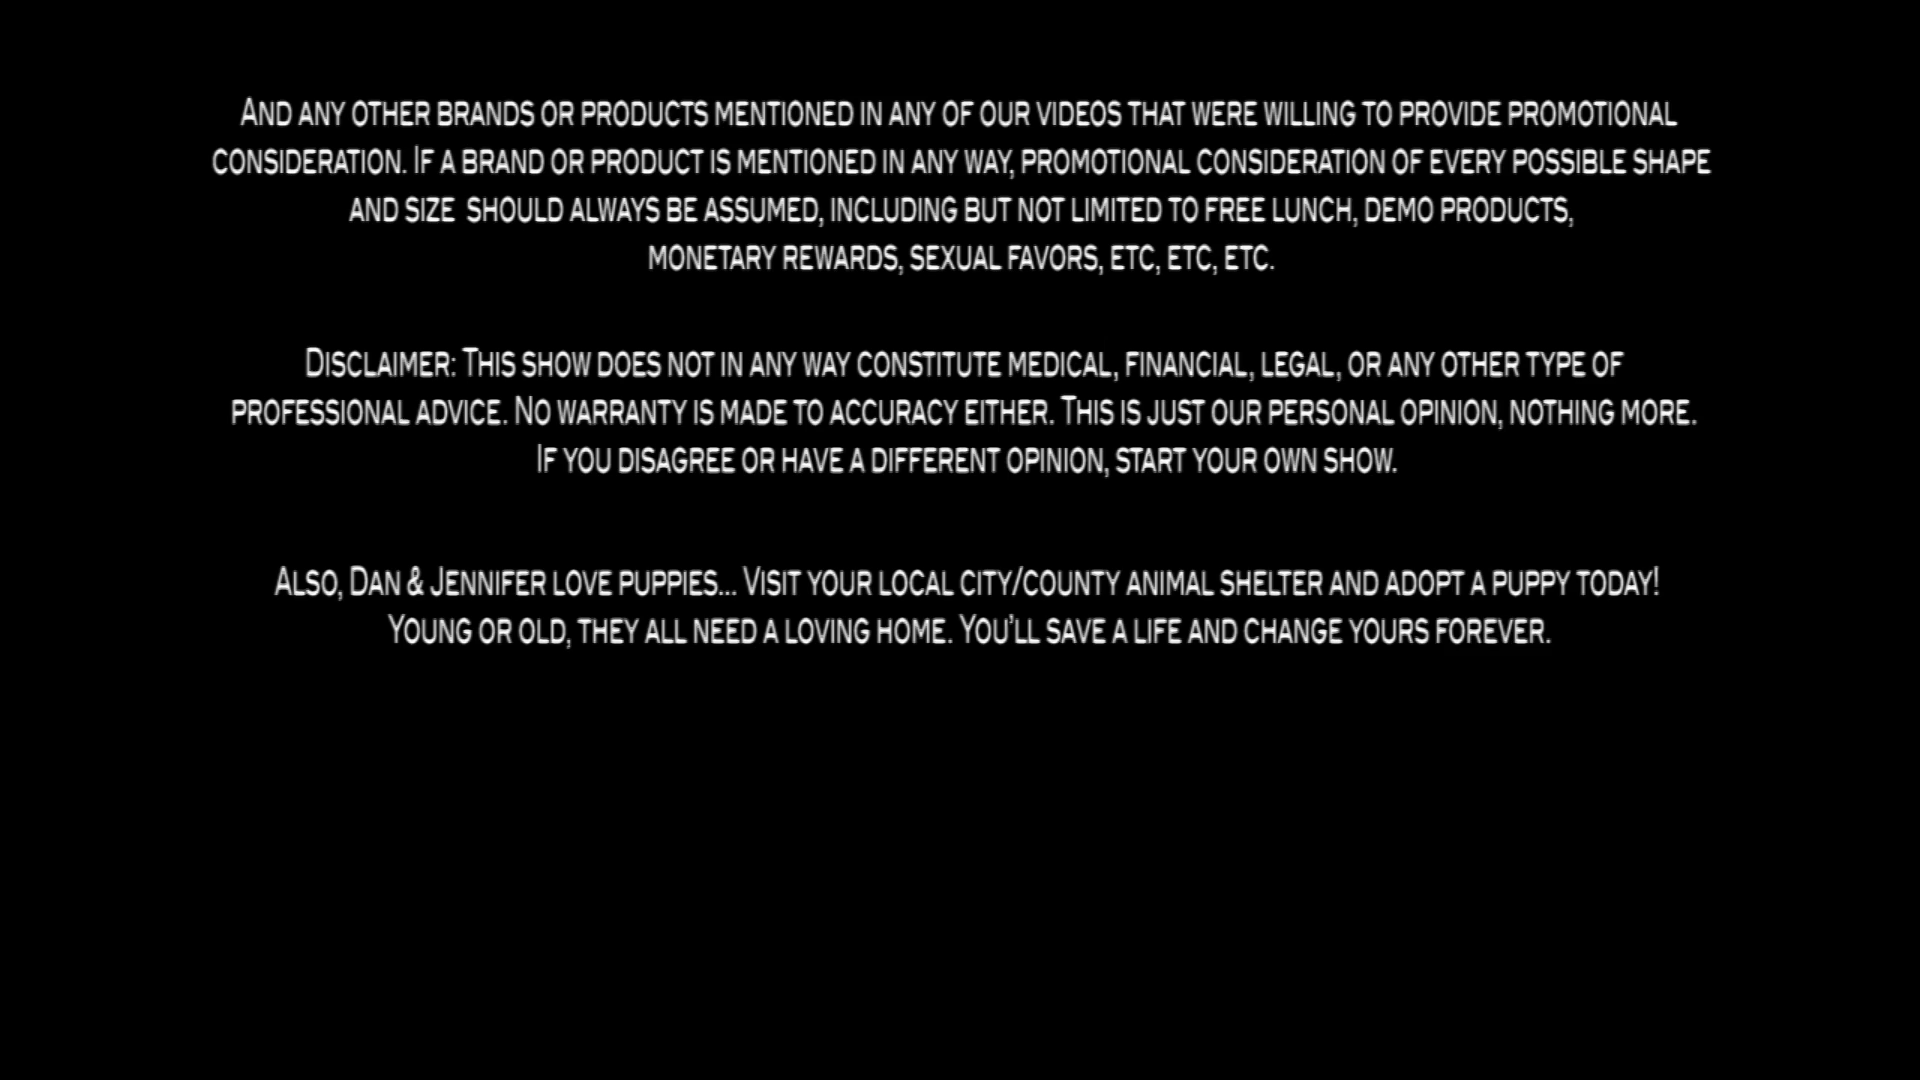 And any other brands or products mentioned in any of our videos that were willing to provide promotional
consideration. If a brand or product is mentioned in any way, promotional consideration of every possible shape
and size should always be assumed, including but not limited to free lunch, demo products,
monetary rewards, sexual favors, etc, etc, etc.
Disclaimer: This show does not in any way constitute medical, financial, legal, or any other type of
professional advice. No warranty is made to accuracy either. This is just our personal opinion, nothing more.
If you disagree or have a different opinion, start your own show.
Also, Dan & Jennifer love puppies... Visit your local city/county animal shelter and adopt a puppy today!
Young or old, they all need a loving home. You'll save a life and change yours forever.